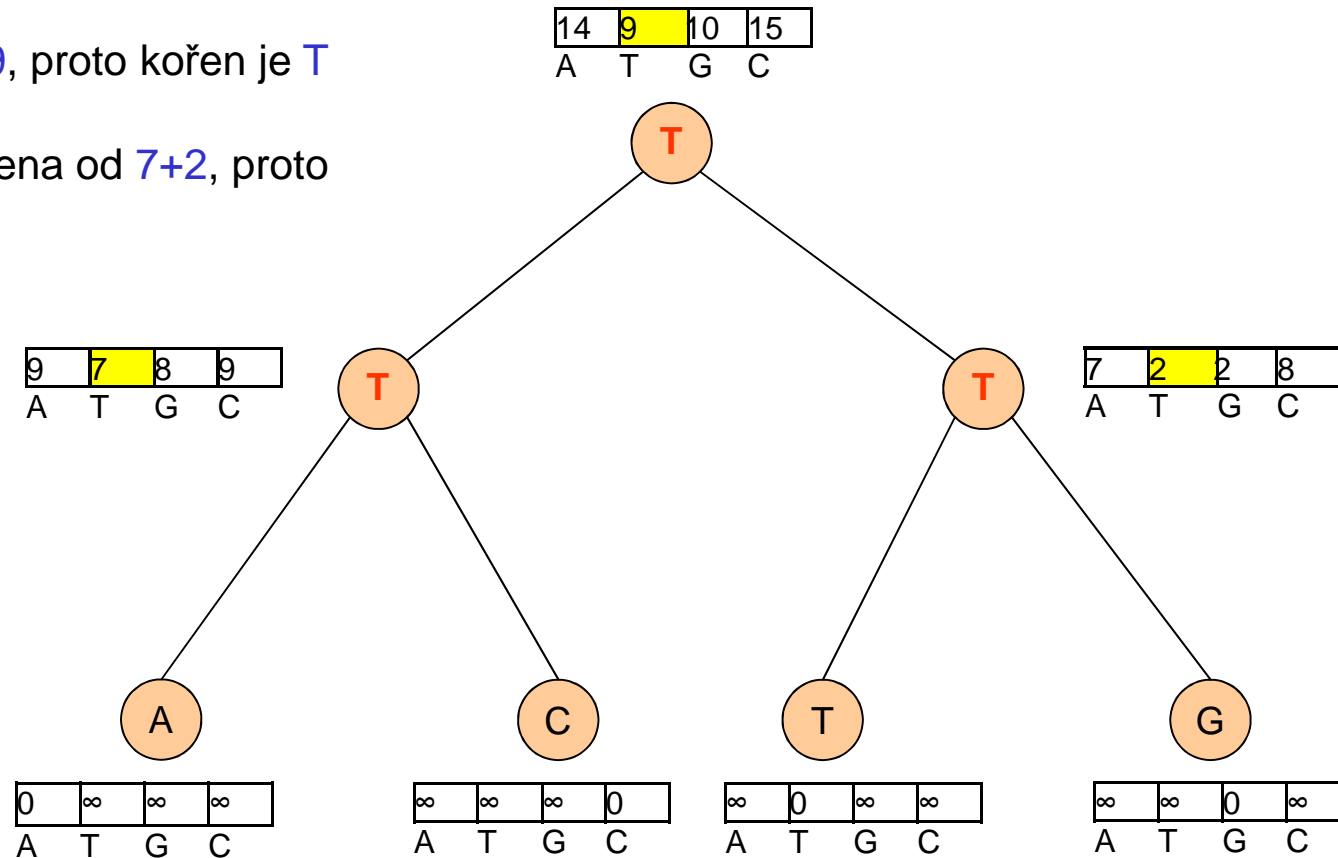 14 9 10 15
A T G C
9, proto kořen je T
T
ena od 7+2, proto
9 7 8 9
A T G C
T
T
7 2 2 8
A T G C
A
C
T
G
0 ∞ ∞ ∞
A T G C
∞ ∞ ∞ 0
A T G C
∞ 0 ∞ ∞
A T G C
∞ ∞ 0 ∞
A T G C